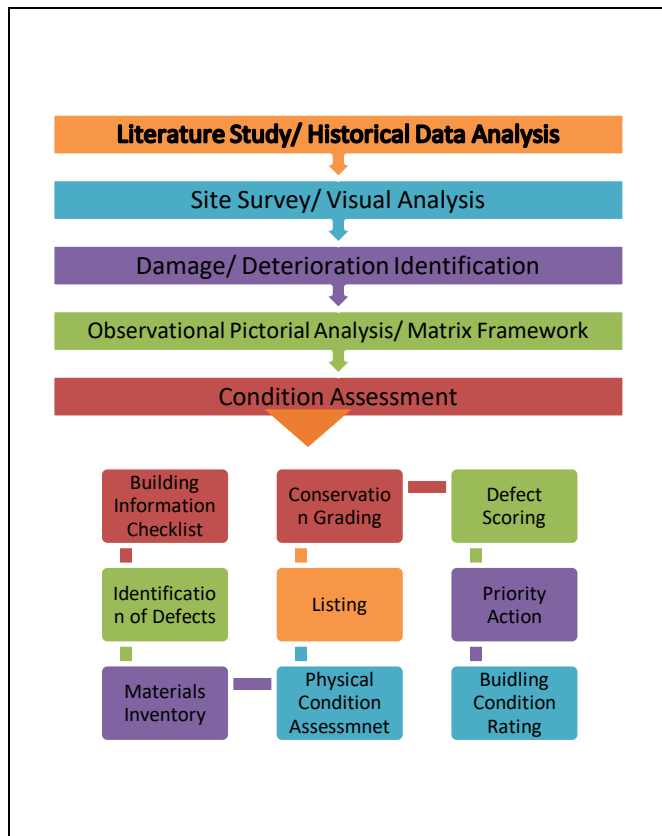 Literature Study/ Historical Data Analysis
Site Survey/ Visual Analysis
Damage/ Deterioration Identification
Observational Pictorial Analysis/ Matrix Framework
Condition Assessment
Building
Information
Checklist
Identificatio
n of Defects
Materials
Inventory
Physical
Condition
Assessmnet
Listing
Conservatio
n Grading
Defect
Scoring
Priority
Action
Buidling
Condition
Rating